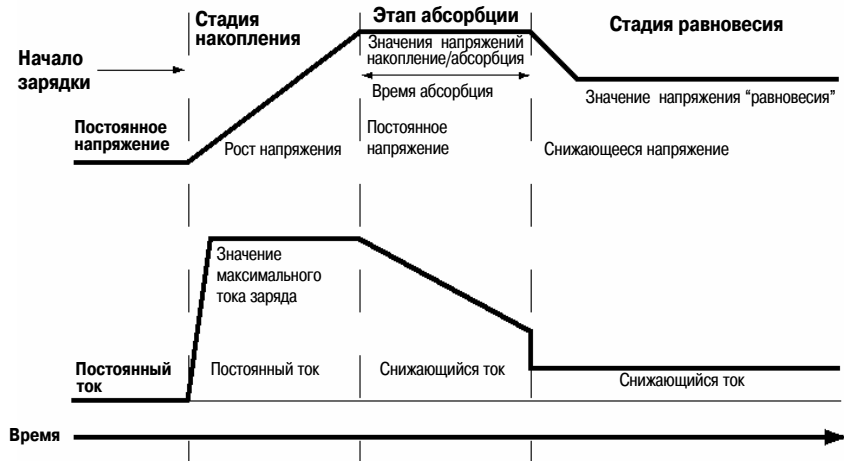 Стадия
накопления
Этап абсорбции
Стадия равновесия
Начало
зарядки
Значения напряжений
накопление/абсорбция
Время абсорбция
Значение напряжения “равновесия”
Постоянное
напряжение
Рост напряжения
Постоянное
напряжение
Снижающееся напряжение
Значение
максимального
тока заряда
Постоянный
ток
Постоянный ток
Снижающийся ток
Снижающийся ток
Время